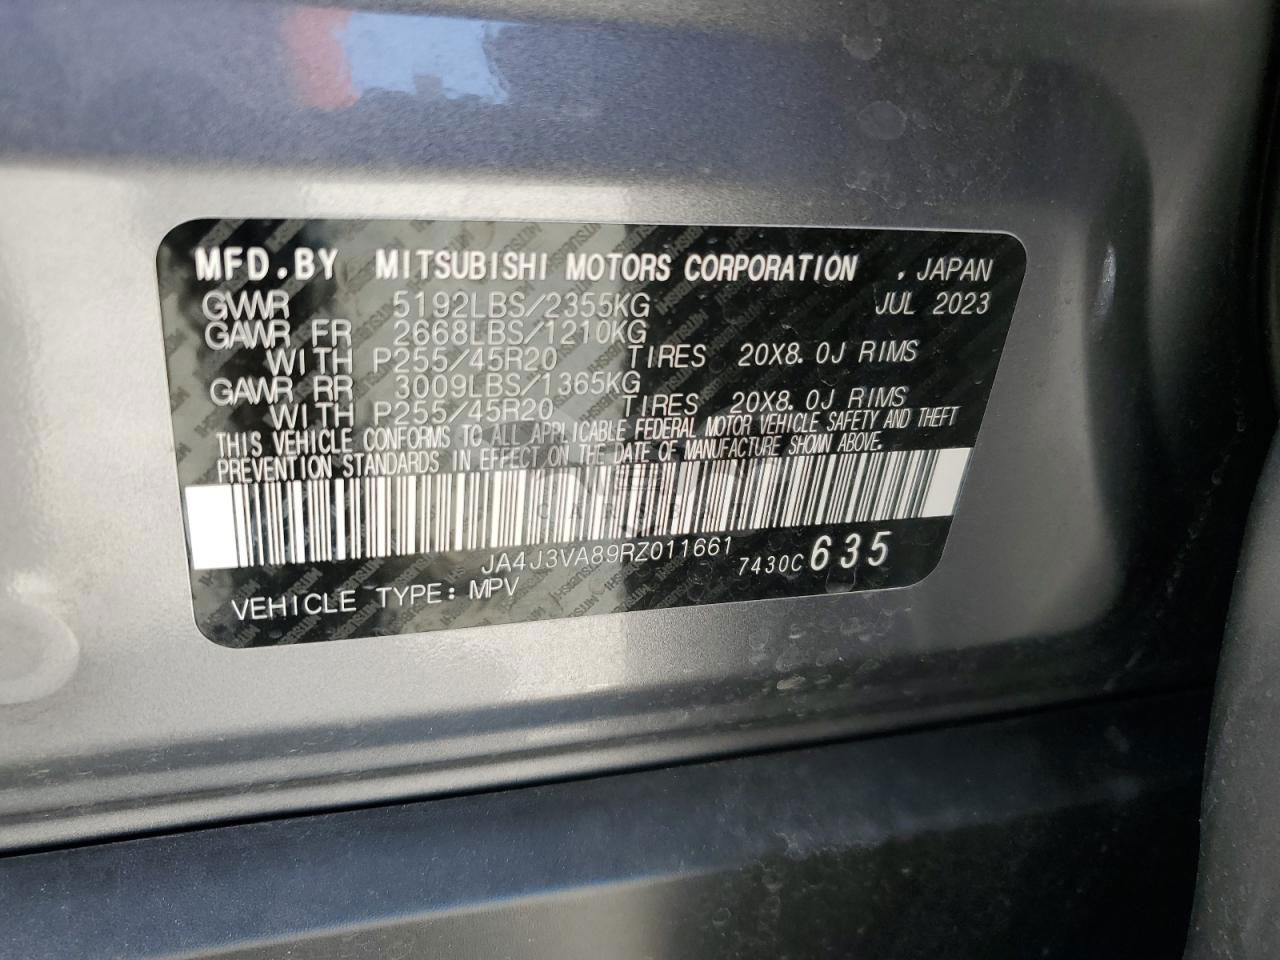 MFD.BY MITSUBISHI MOTORS CORPORATION , JAPAN
GVWR 5192LBS/2355KG JUL 2023
GAWR FR 2668LBS/1210KG
WITH P255/45R20 TIRES 20X8.0J RIMS
GAWR RR 3009LBS/1365KG
WITH P255/45R20 TIRES 20X8.0J RIMS
THIS VEHICLE CONFORMS TO ALL APPLICABLE FEDERAL MOTOR VEHICLE SAFETY AND THEFT
PREVENTION STANDARDS IN EFFECT ON THE DATE OF MANUFACTURE SHOWN ABOVE.
JA4J3VA89RZ011661 7430C 635
VEHICLE TYPE: MPV